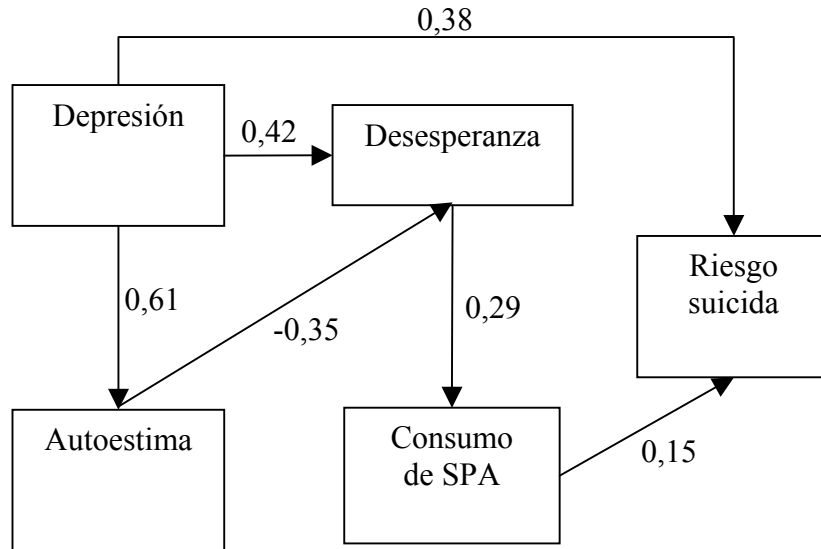 0,38
Depresión
0,42
Desesperanza
Riesgo
suicida
0,61
-0,35
0,29
Autoestima
Consumo
de SPA
0,15